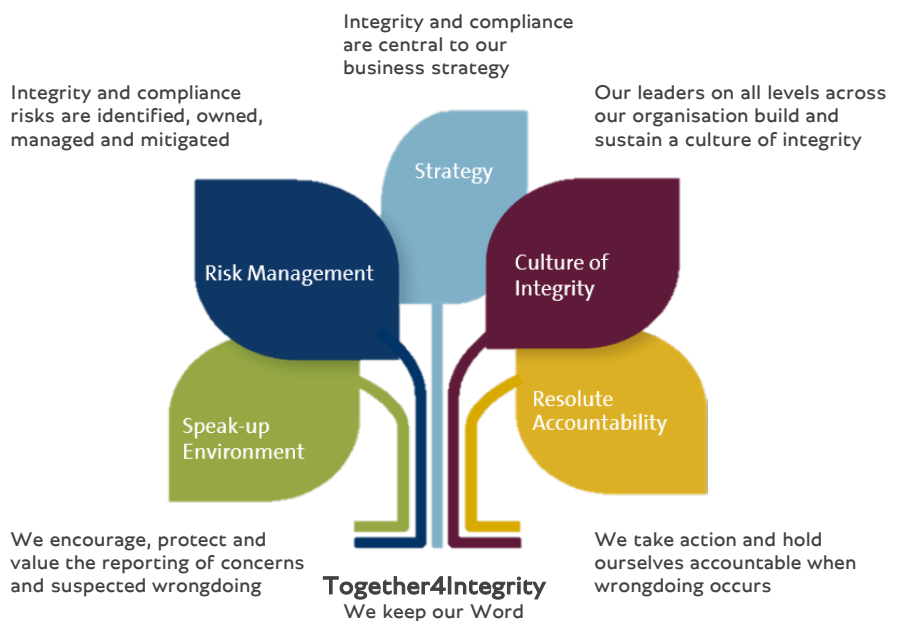 Integrity and compliance
are central to our
business strategy
Integrity and compliance
risks are identified, owned,
managed and mitigated
Our leaders on all levels across
our organisation build and
sustain a culture of integrity
Strategy
Risk Management
Culture of
Integrity
Speak-up
Environment
Resolute
Accountability
We encourage, protect and
value the reporting of concerns
and suspected wrongdoing
We take action and hold
ourselves accountable when
wrongdoing occurs
Together4Integrity
We keep our Word